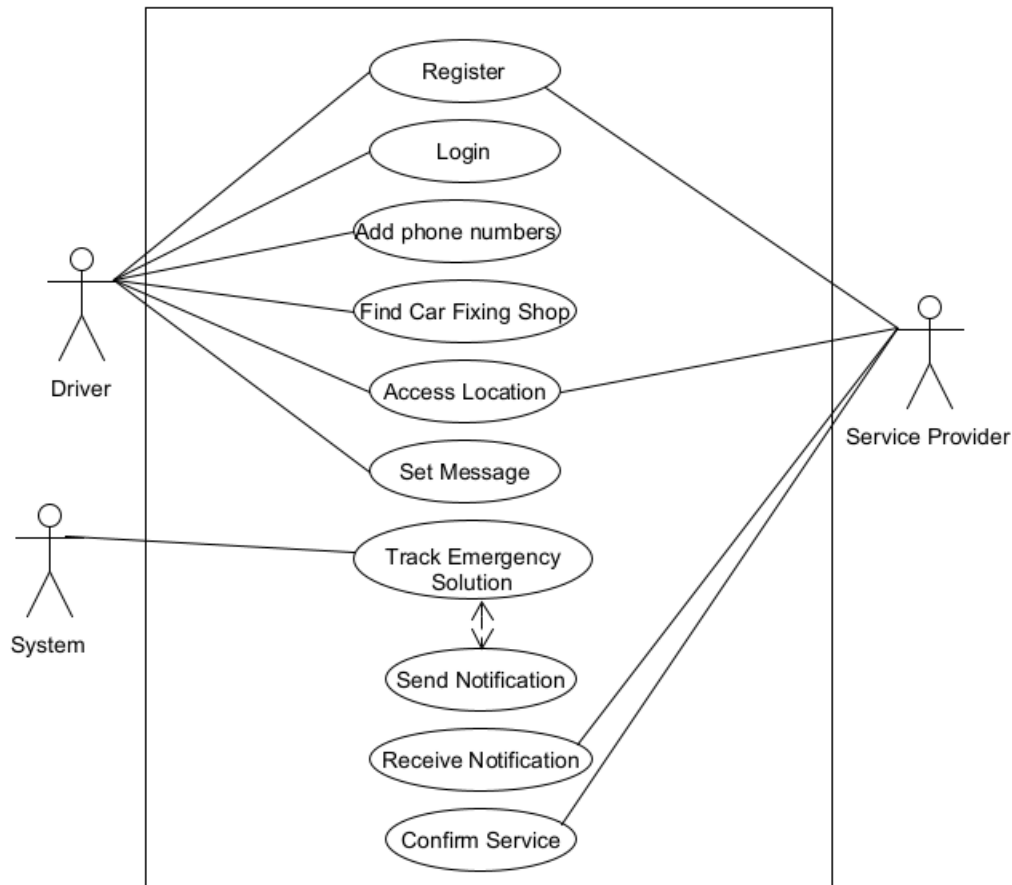 Register
Login
Add phone numbers
Find Car Fixing Shop
Driver
Access Location
Service Provider
Set Message
Track Emergency
Solution
System
Send Notification
Receive Notification
Confirm Service